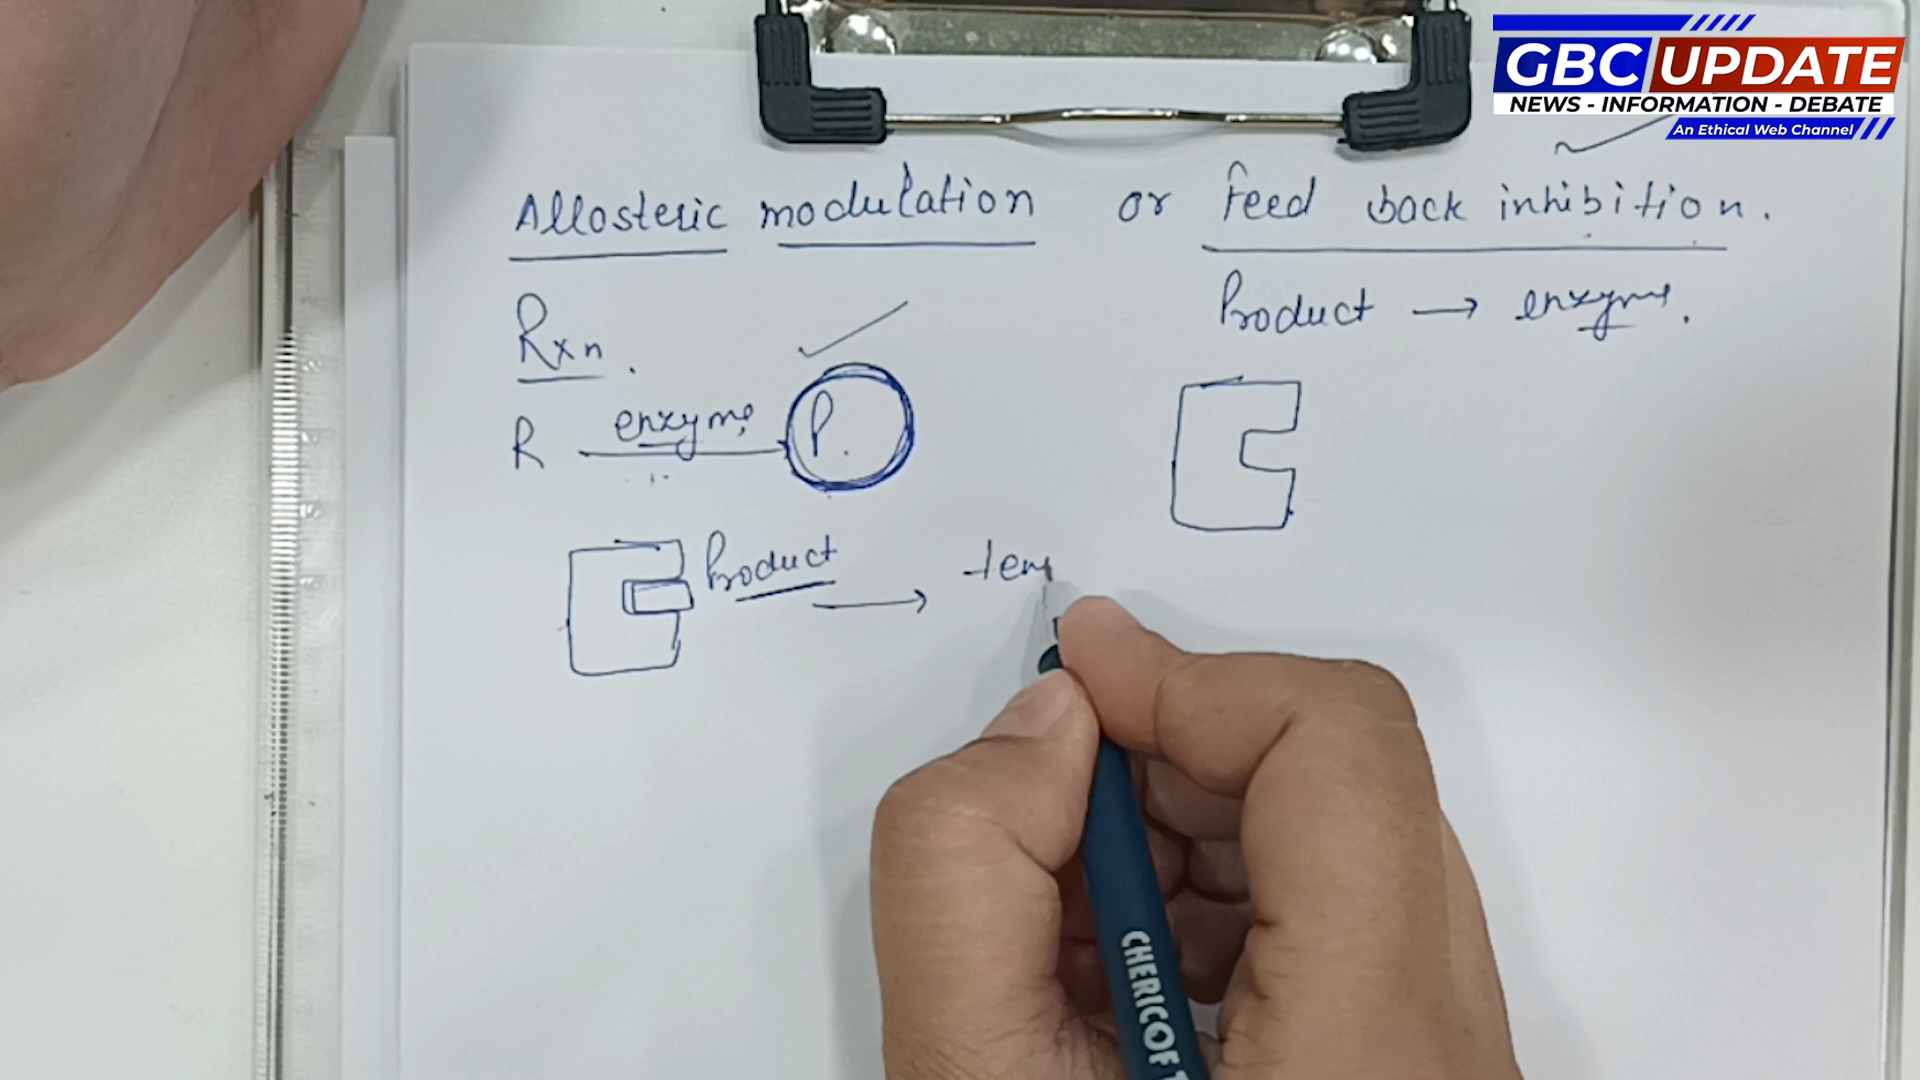 GBC UPDATE
NEWS - INFORMATION - DEBATE
An Ethical Web Channel
Allosteric modulation or Feed back inhibition.
Rxn.
Product → enzyme.
R enzyme P.
Product → tem
CHERICOF